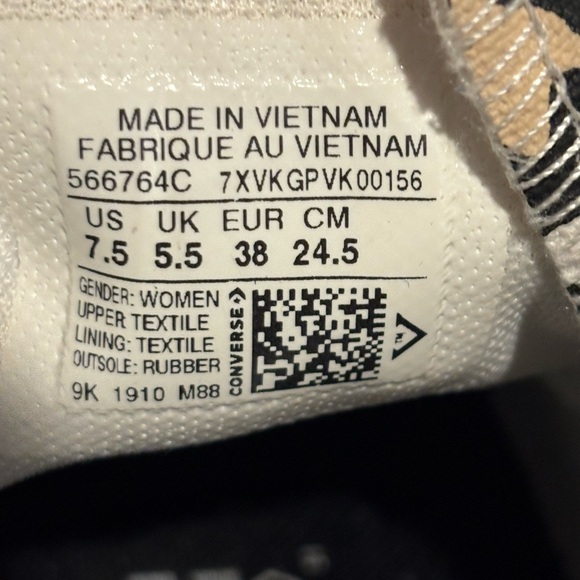 MADE IN VIETNAM
FABRIQUE AU VIETNAM
566764C 7XVKGPVK00156
US UK EUR CM
7.5 5.5 38 24.5
GENDER: WOMEN
UPPER TEXTILE
LINING: TEXTILE
OUTSOLE: RUBBER
9K 1910 M88
CONVERSE